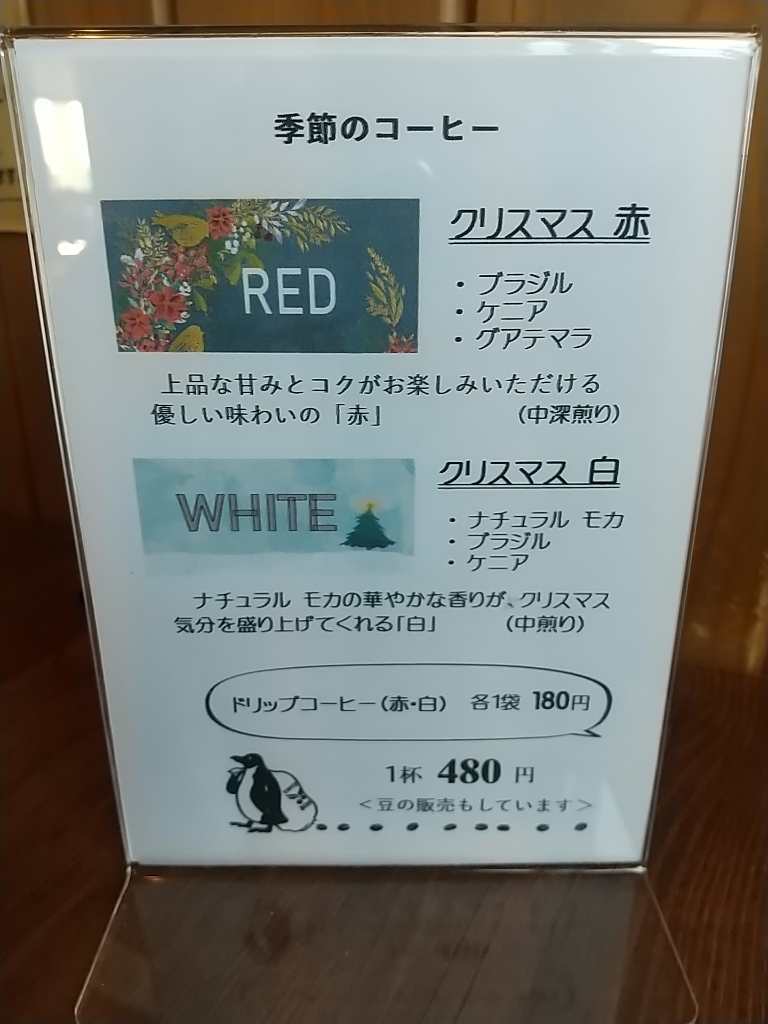 季節のコーヒー
RED
クリスマス 赤
・ブラジル
・ケニア
・グアテマラ
上品な甘みとコクがお楽しみいただける
優しい味わいの「赤」 (中深煎り)
WHITE
クリスマス 白
・ナチュラル モカ
・ブラジル
・ケニア
ナチュラル モカの華やかな香りが、クリスマス
気分を盛り上げてくれる「白」 (中煎り)
ドリップコーヒー(赤・白) 各1袋 180円
1杯 480 円
<豆の販売もしています>